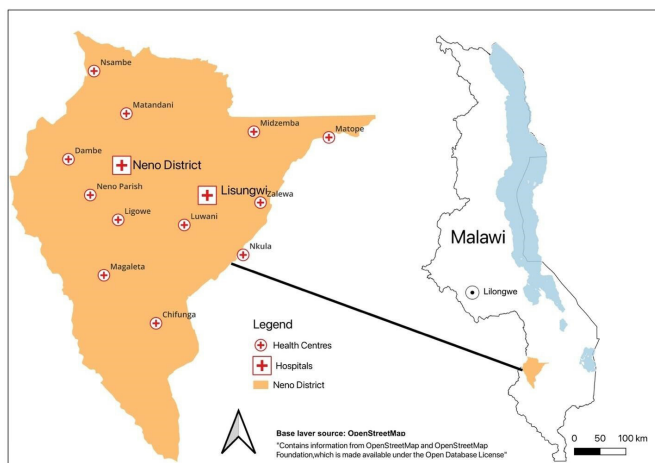 Nsambe
Matandani
Midzemba
Matope
Dambe
Neno District
Neno Parish
Lisungwi
Zalewa
Ligowe
Luwani
Nkula
Magaleta
Chifunga
Malawi
Lilongwe
Legend
Health Centres
Hospitals
Neno District
Base layer source: OpenStreetMap
"Contains information from OpenStreetMap and OpenStreetMap
Foundation,which is made available under the Open Database License"
0 50 100 km